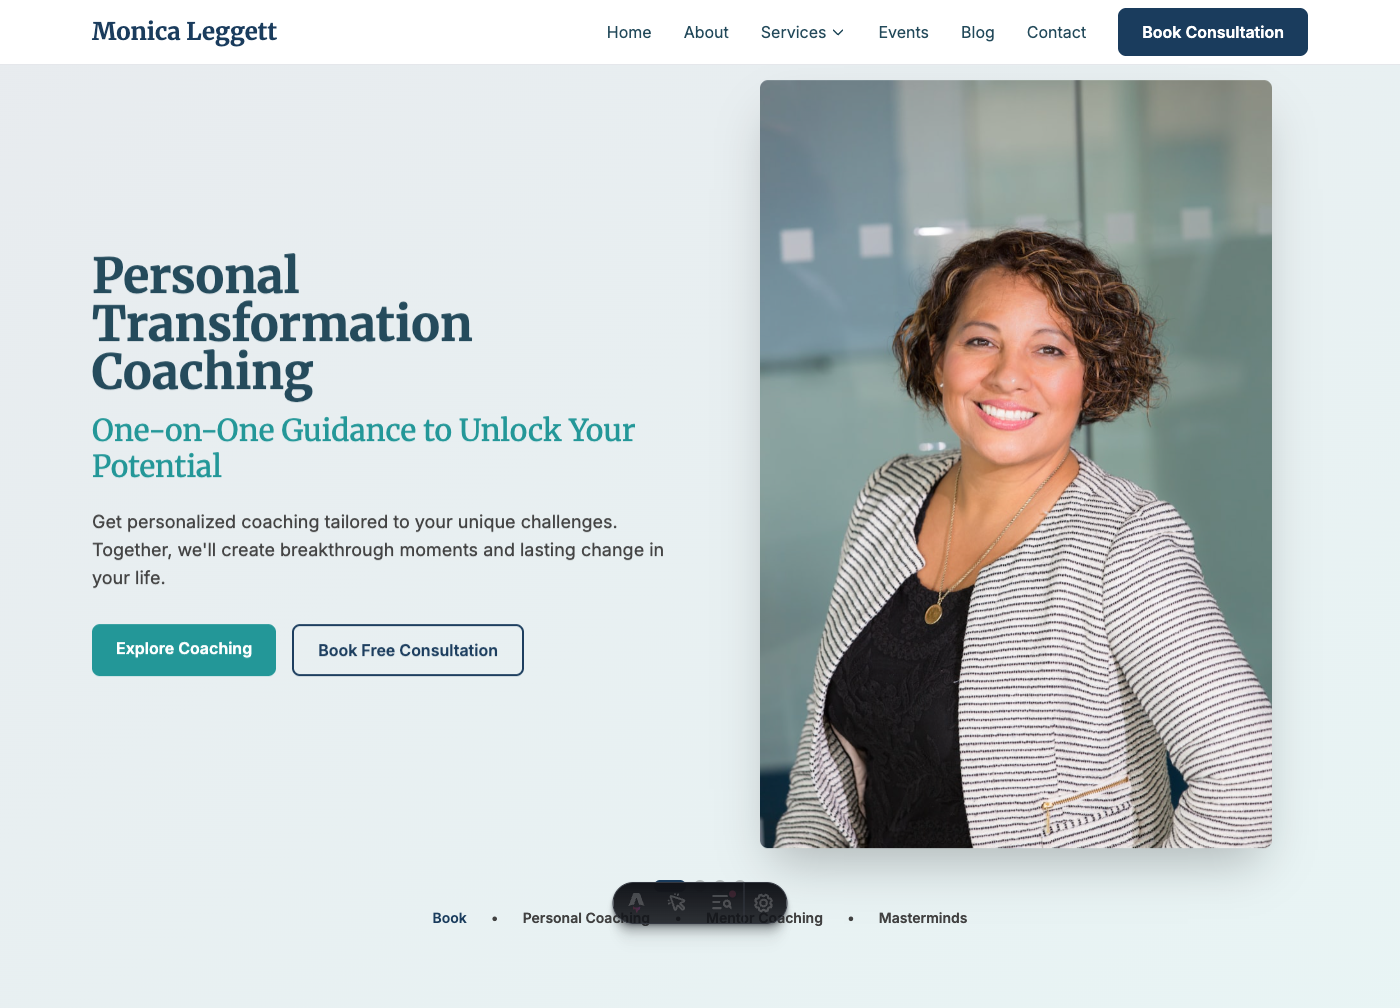 Monica Leggett
Home About Services Events Blog Contact Book Consultation
Personal
Transformation
Coaching
One-on-One Guidance to Unlock Your
Potential
Get personalized coaching tailored to your unique challenges.
Together, we'll create breakthrough moments and lasting change in
your life.
Explore Coaching Book Free Consultation
Book • Personal Coaching • Mentor Coaching • Masterminds